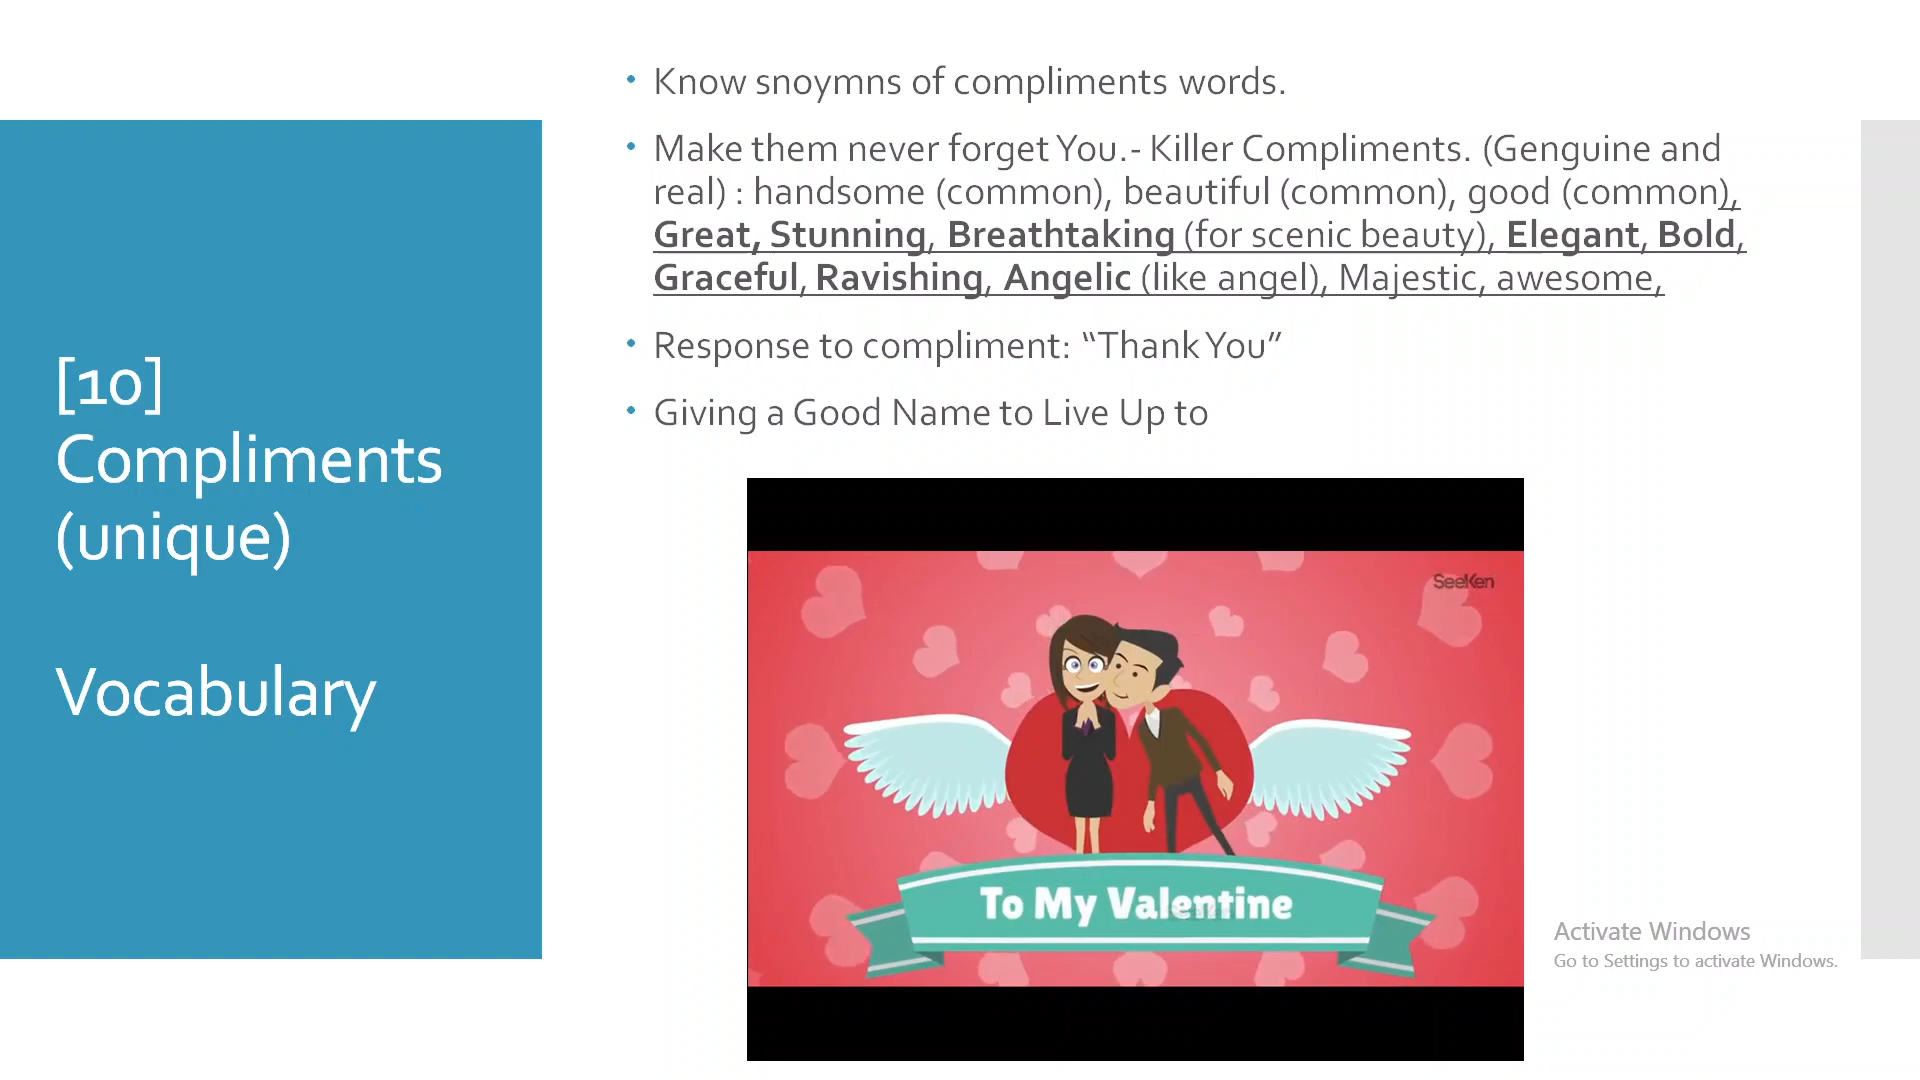 [10]
Compliments
(unique)
Vocabulary
• Know snoymns of compliments words.
• Make them never forget You.- Killer Compliments. (Genguine and
real) : handsome (common), beautiful (common), good (common),
Great, Stunning, Breathtaking (for scenic beauty), Elegant, Bold,
Graceful, Ravishing, Angelic (like angel), Majestic, awesome,
• Response to compliment: “Thank You”
• Giving a Good Name to Live Up to
SeeKen
To My Valentine
Activate Windows
Go to Settings to activate Windows.